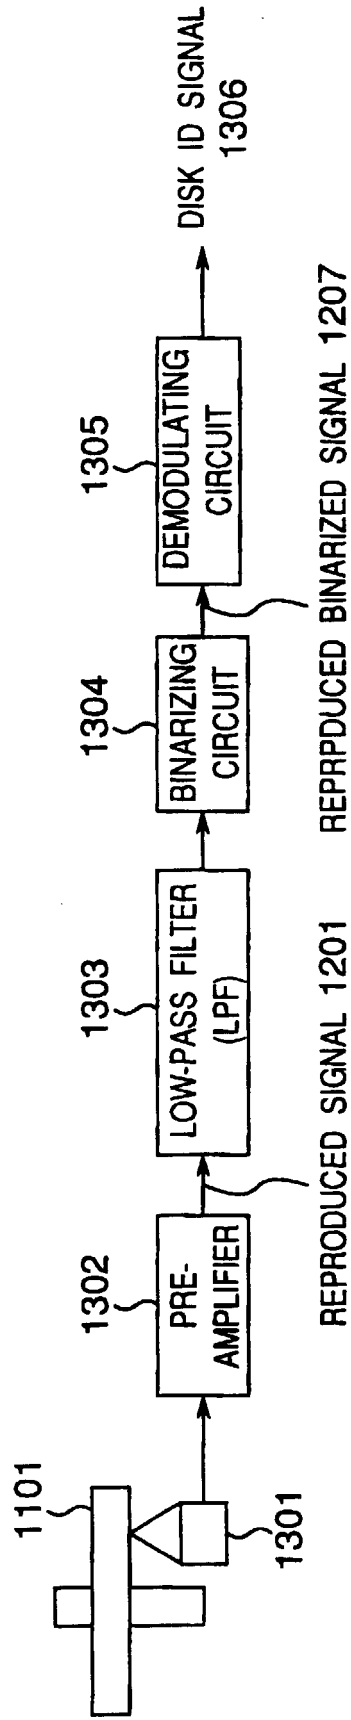 1101
1301
1302
PRE-
AMPLIFIER
REPRODUCED SIGNAL 1201
1303
LOW-PASS FILTER
(LPF)
1304
BINARIZING
CIRCUIT
REPRPDUCED BINARIZED SIGNAL 1207
1305
DEMODULATING
CIRCUIT
DISK ID SIGNAL
1306